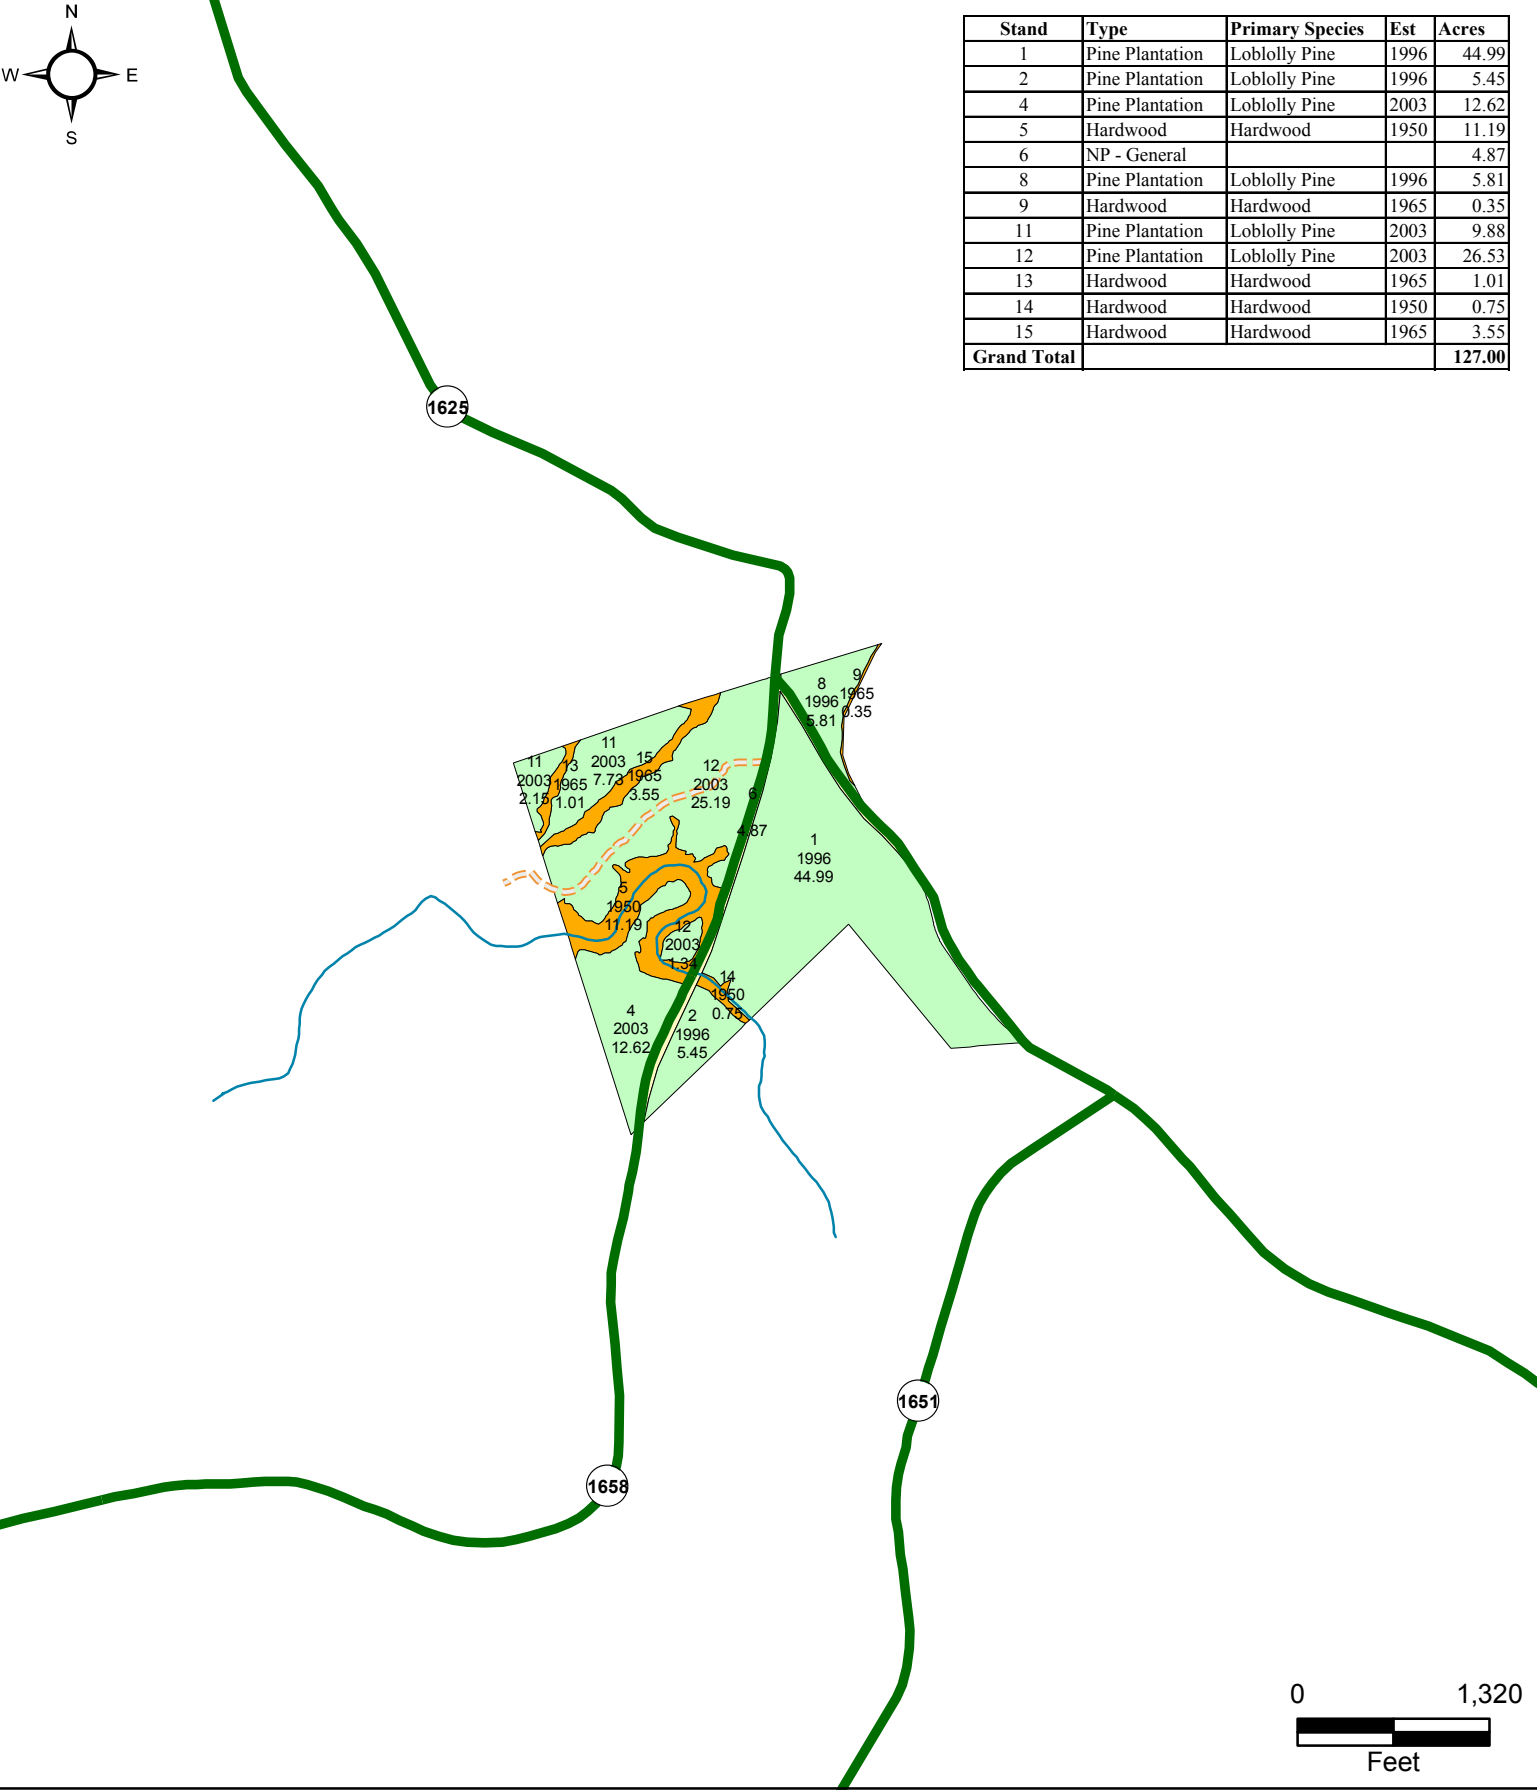 N
W E
S
Stand Type Primary Species Est Acres
1 Pine Plantation Loblolly Pine 1996 44.99
2 Pine Plantation Loblolly Pine 1996 5.45
4 Pine Plantation Loblolly Pine 2003 12.62
5 Hardwood Hardwood 1950 11.19
6 NP - General 4.87
8 Pine Plantation Loblolly Pine 1996 5.81
9 Hardwood Hardwood 1965 0.35
11 Pine Plantation Loblolly Pine 2003 9.88
12 Pine Plantation Loblolly Pine 2003 26.53
13 Hardwood Hardwood 1965 1.01
14 Hardwood Hardwood 1950 0.75
15 Hardwood Hardwood 1965 3.55
Grand Total 127.00
1625
8
1996
5.81
9
1965
0.35
11
2003
2.15
13
1965
1.01
11
2003
7.73
15
1965
3.55
12
2003
25.19
6
4.87
1
1996
44.99
5
1950
11.19
12
2003
1.34
14
1950
0.75
4
2003
12.62
2
1996
5.45
1651
1658
0 1,320
Feet